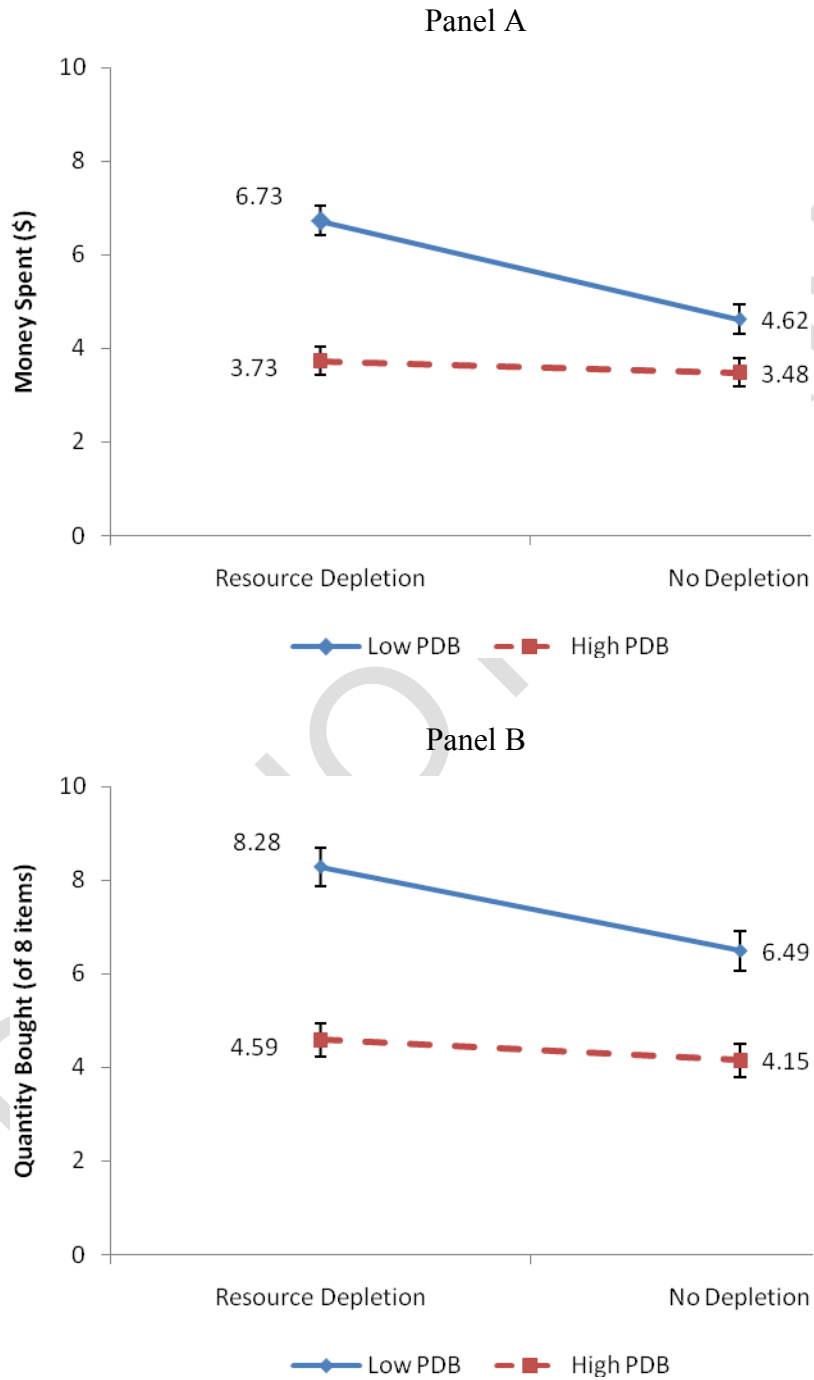 Panel A
10
8
6
4
2
0
Money Spent ($)
6.73
4.62
3.73
3.48
Resource Depletion No Depletion
Low PDB High PDB
Panel B
10
8
6
4
2
0
Quantity Bought (of 8 items)
8.28
6.49
4.59
4.15
Resource Depletion No Depletion
Low PDB High PDB